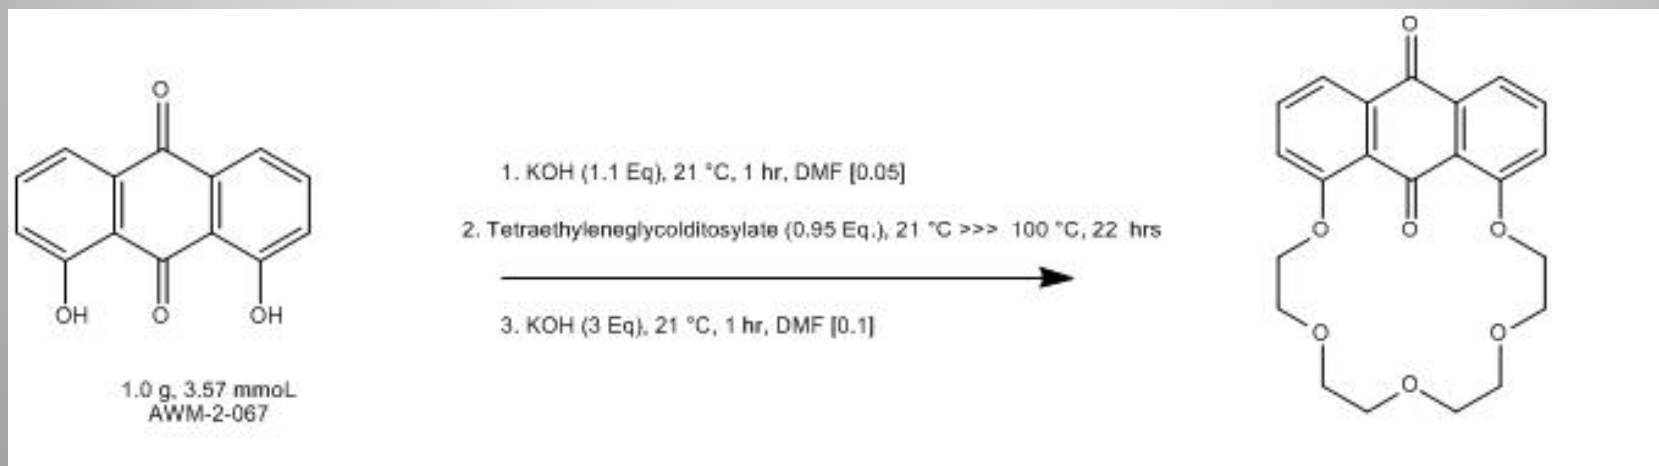 O
OH
O
OH
1.0 g, 3.57 mmoL
AWM-2-067
1. KOH (1.1 Eq), 21 °C, 1 hr, DMF [0.05]
2. Tetraethyleneglycolditosylate (0.95 Eq.), 21 °C >>> 100 °C, 22 hrs
3. KOH (3 Eq), 21 °C, 1 hr, DMF [0.1]
O
O
O
O
O
O
O